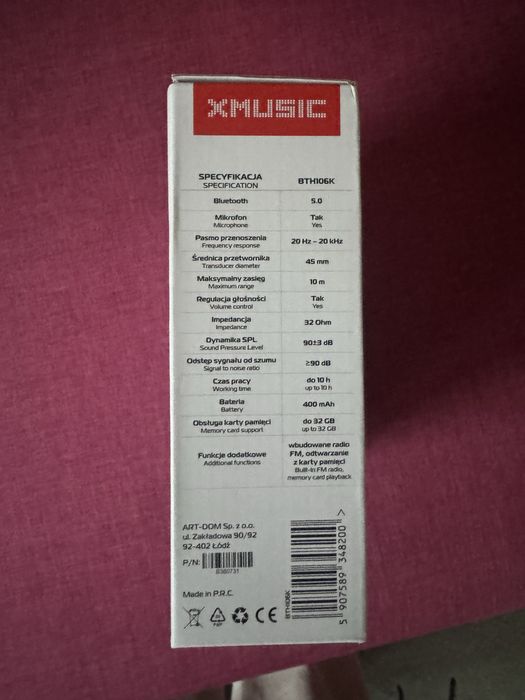 XMUSIC
SPECYFIKACJA
SPECIFICATION
BTH106K
Bluetooth
5.0
Mikrofon
Microphone
Tak
Yes
Pasmo przenoszenia
Frequency response
20 Hz – 20 kHz
Średnica przetwornika
Transducer diameter
45 mm
Maksymalny zasięg
Maximum range
10 m
Regulacja głośności
Volume control
Tak
Yes
Impedancja
Impedance
32 Ohm
Dynamika SPL
Sound Pressure Level
90±3 dB
Odstęp sygnału od szumu
Signal to noise ratio
≥90 dB
Czas pracy
Working time
do 10 h
up to 10 h
Bateria
Battery
400 mAh
Obsługa karty pamięci
Memory card support
do 32 GB
up to 32 GB
Funkcje dodatkowe
Additional functions
wbudowane radio
FM, odtwarzanie
z karty pamięci
Built-in FM radio,
memory card playback
ART-DOM Sp. z o.o.
ul. Zakładowa 90/92
92-402 Łódź
P/N:
8380731
Made in P.R.C.
PAP
CE
BTH106K
5 907589 348200 >